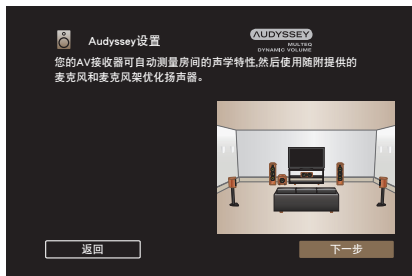 Audyssey设置
AUDYSSEY
MULTEQ
DYNAMIC VOLUME
您的AV接收器可自动测量房间的声学特性,然后使用随附提供的
麦克风和麦克风架优化扬声器。
返回
下一步